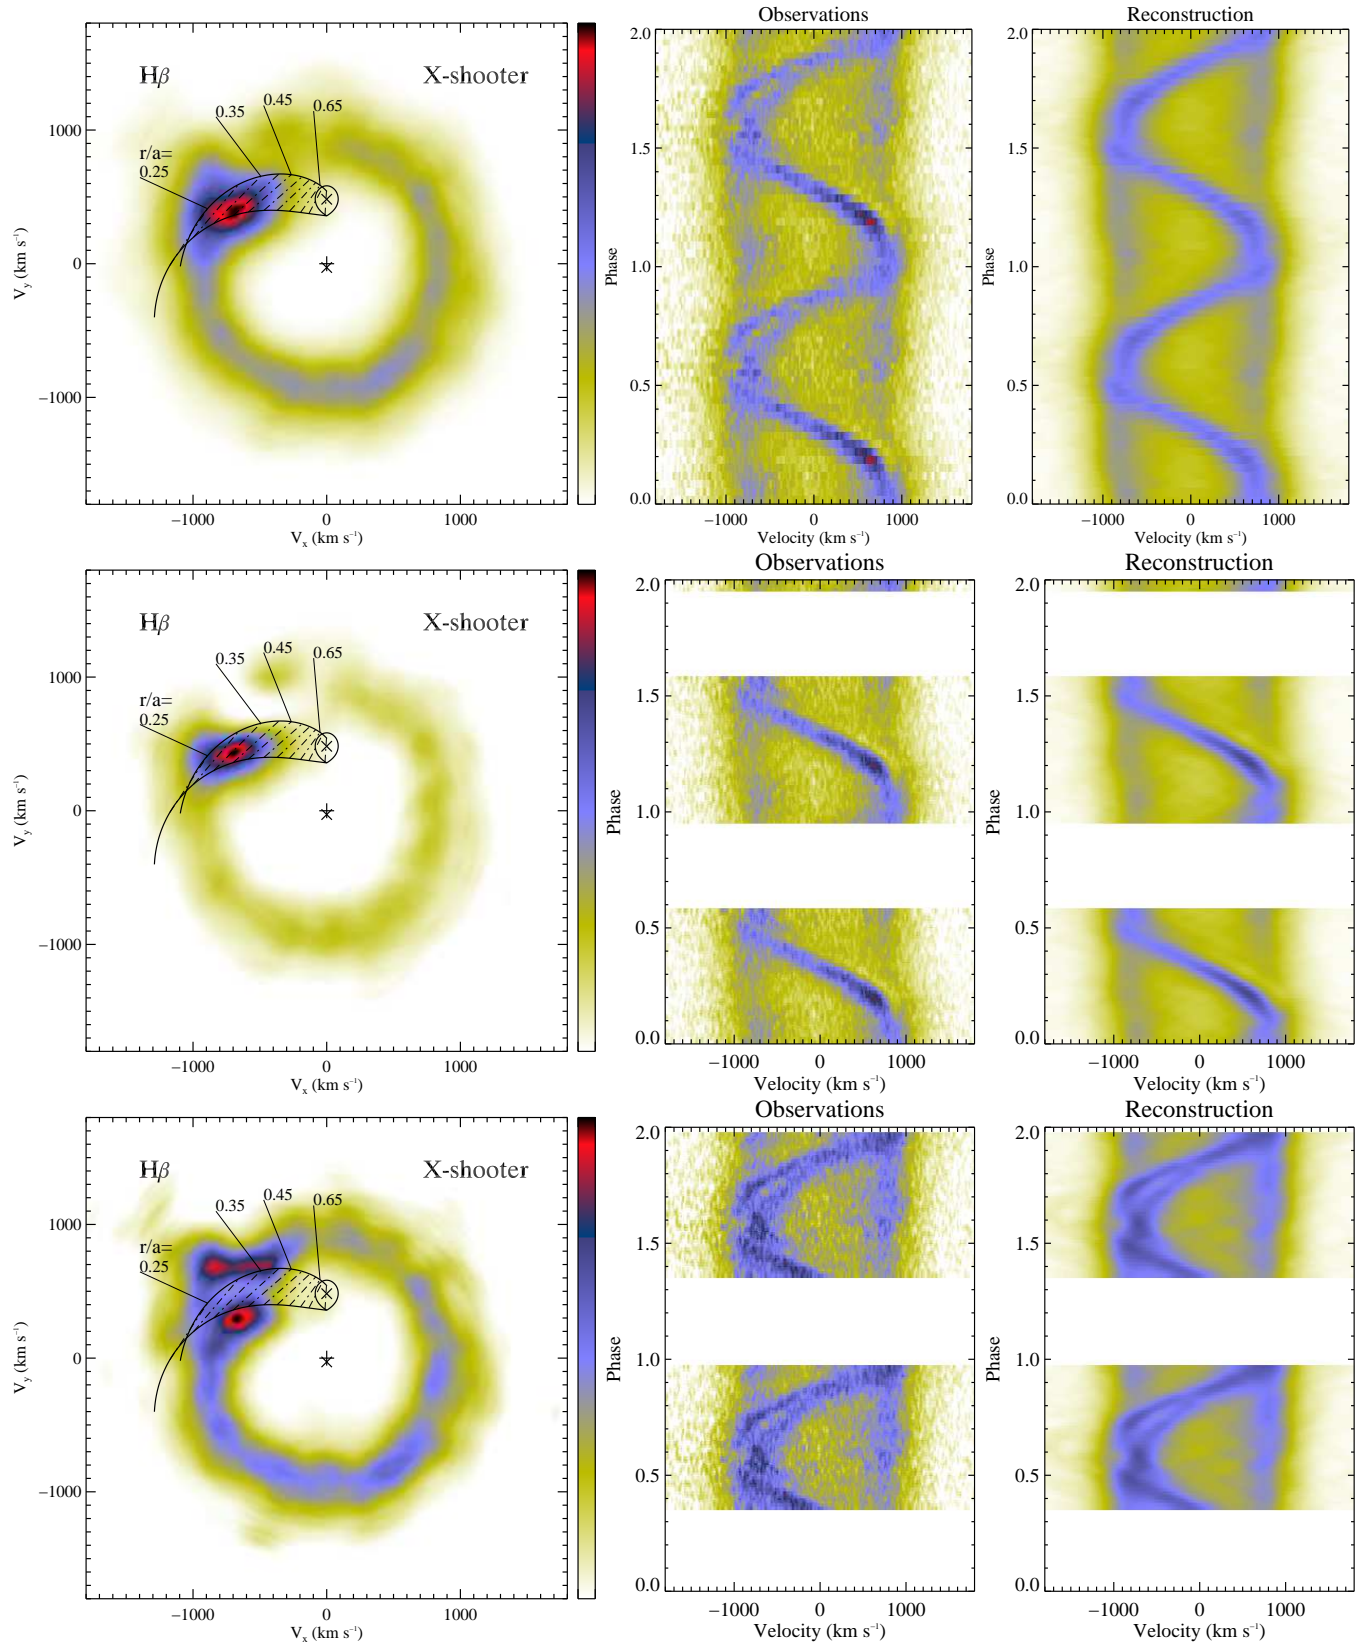 Observations
Reconstruction
Hβ
X-shooter
0.35
0.45
0.65
r/a=
0.25
1000
0
−1000
V_y (km s⁻¹)
−1000
0
1000
V_x (km s⁻¹)
2.0
1.5
1.0
0.5
0.0
Phase
−1000
0
1000
Velocity (km s⁻¹)
2.0
1.5
1.0
0.5
0.0
Phase
−1000
0
1000
Velocity (km s⁻¹)
Observations
Reconstruction
Hβ
X-shooter
0.35
0.45
0.65
r/a=
0.25
1000
0
−1000
V_y (km s⁻¹)
−1000
0
1000
V_x (km s⁻¹)
2.0
1.5
1.0
0.5
0.0
Phase
−1000
0
1000
Velocity (km s⁻¹)
2.0
1.5
1.0
0.5
0.0
Phase
−1000
0
1000
Velocity (km s⁻¹)
Observations
Reconstruction
Hβ
X-shooter
0.35
0.45
0.65
r/a=
0.25
1000
0
−1000
V_y (km s⁻¹)
−1000
0
1000
V_x (km s⁻¹)
2.0
1.5
1.0
0.5
0.0
Phase
−1000
0
1000
Velocity (km s⁻¹)
2.0
1.5
1.0
0.5
0.0
Phase
−1000
0
1000
Velocity (km s⁻¹)